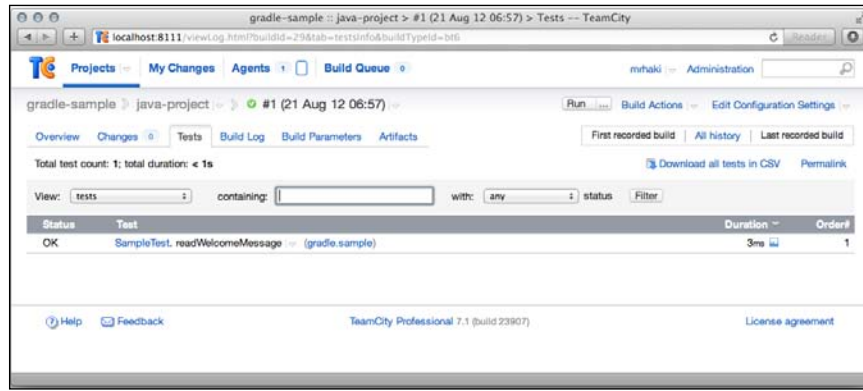 gradle-sample :: java-project > #1 (21 Aug 12 06:57) > Tests -- TeamCity
localhost:8111/viewLog.html?buildId=29&tab=testsInfo&buildTypeId=bt6 Reader
TC Projects My Changes Agents 1 Build Queue 0 mrhaki Administration
gradle-sample java-project #1 (21 Aug 12 06:57) Run ... Build Actions Edit Configuration Settings
Overview Changes 0 Tests Build Log Build Parameters Artifacts First recorded build All history Last recorded build
Total test count: 1; total duration: < 1s Download all tests in CSV Permalink
View: tests containing: with: any status Filter
Status Test Duration Order#
OK SampleTest. readWelcomeMessage (gradle.sample) 3ms 1
Help Feedback TeamCity Professional 7.1 (build 23907) License agreement